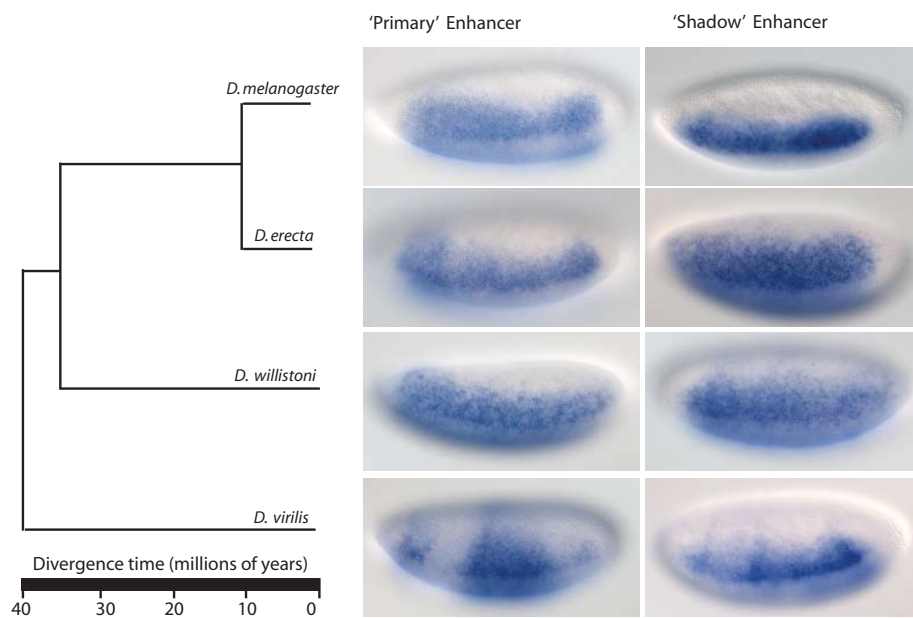 ‘Primary’ Enhancer
‘Shadow’ Enhancer
D. melanogaster
D. erecta
D. willistoni
D. virilis
Divergence time (millions of years)
40 30 20 10 0